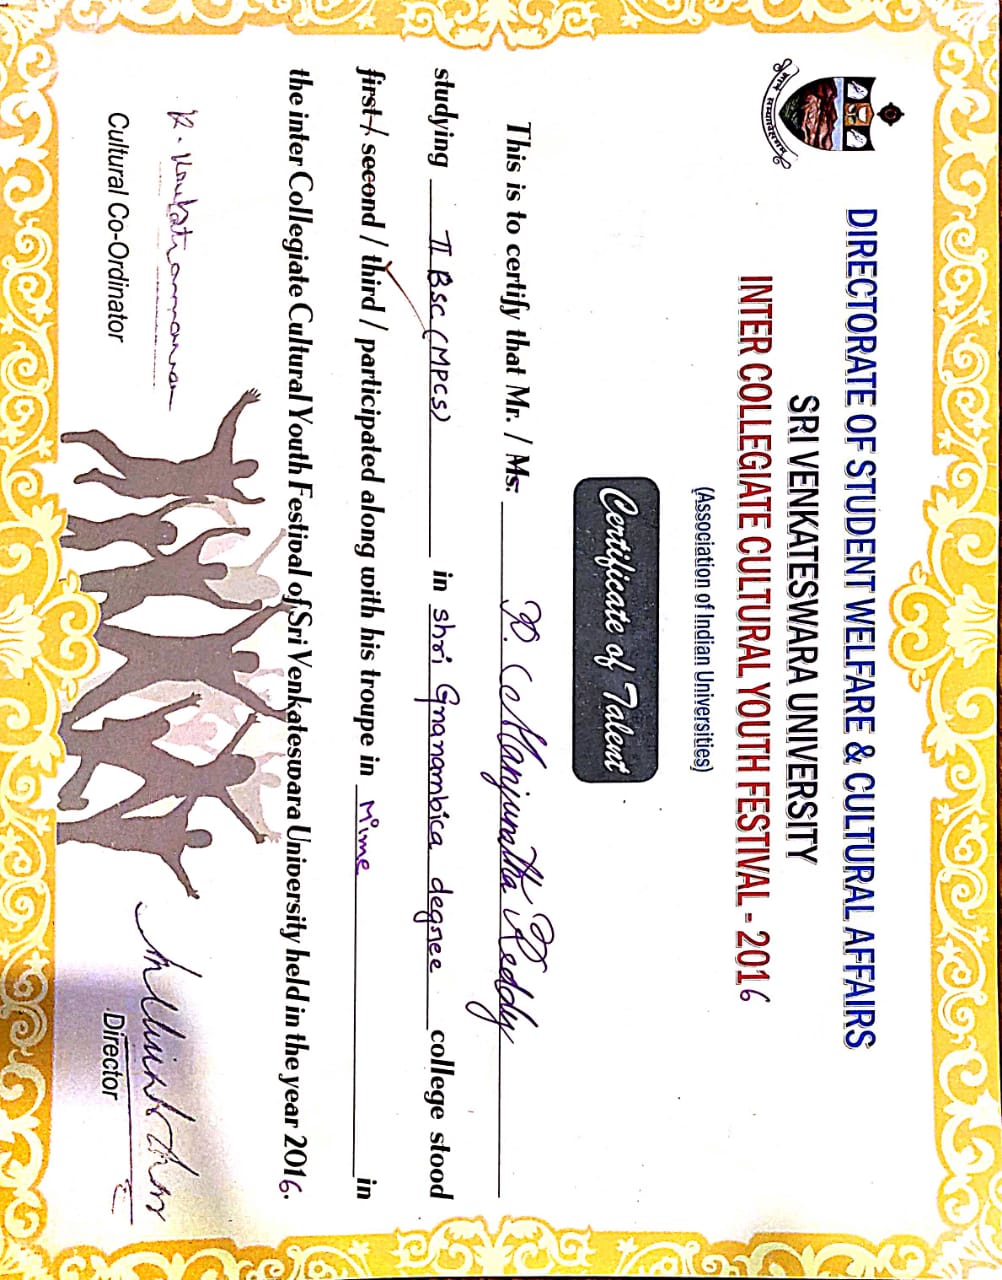 DIRECTORATE OF STUDENT WELFARE & CULTURAL AFFAIRS
SRI VENKATESWARA UNIVERSITY
INTER COLLEGIATE CULTURAL YOUTH FESTIVAL - 2016
(Association of Indian Universities)
Certificate of Talent
This is to certify that Mr. / Ms. P. Manjunatha Reddy
studying II BSC (MPCS) in shri Gnanambica degree college stood
first / second / third / participated along with his troupe in Mime in
the inter Collegiate Cultural Youth Festival of Sri Venkateswara University held in the year 2016.
Cultural Co-Ordinator
Director